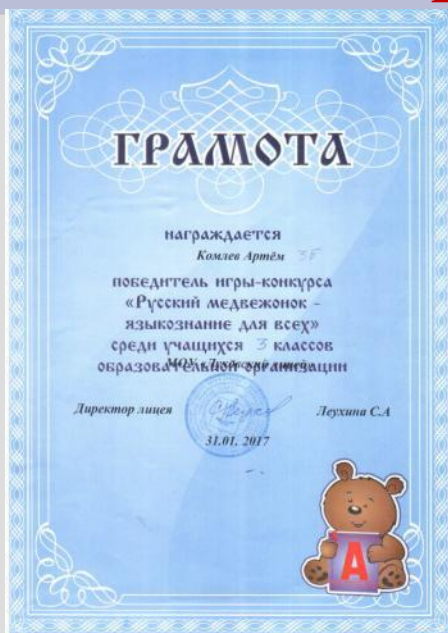 ГРАМОТА
награждается
Комлев Артём 3Б
победитель игры-конкурса
«Русский медвежонок -
языкознание для всех»
среди учащихся 3 классов
МОУ
образовательной организации
Директор лицея Леухина С.А
31.01. 2017
А